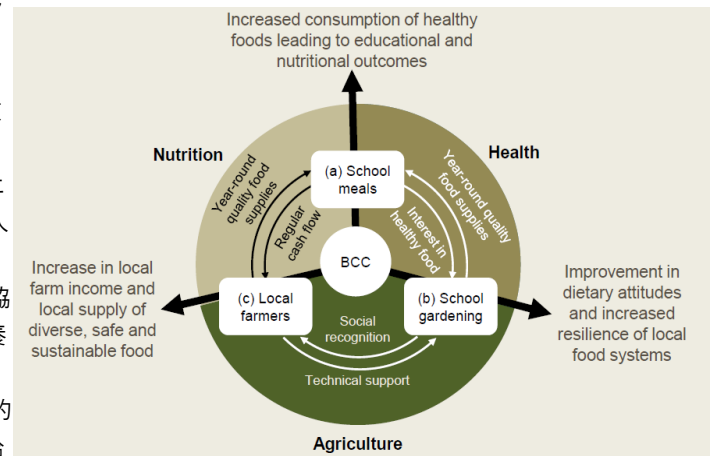 Increased consumption of healthy
foods leading to educational and
nutritional outcomes
Nutrition
Health
Year-round
quality food
supplies
Regular
cash flow
(a) School
meals
Interest in
healthy food
Year-round quality
food supplies
BCC
Increase in local
farm income and
local supply of
diverse, safe and
sustainable food
(c) Local
farmers
Social
recognition
Technical support
(b) School
gardening
Improvement in
dietary attitudes
and increased
resilience of local
food systems
Agriculture
人
的